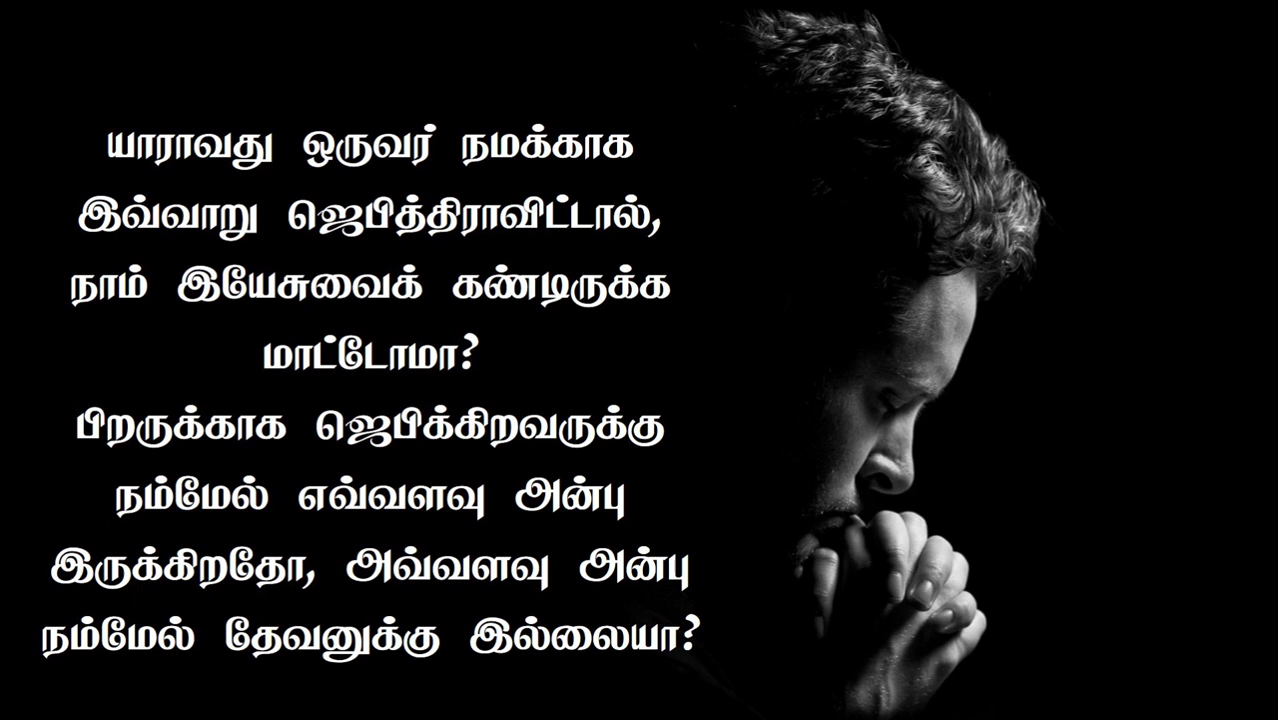 யாராவது ஒருவர் நமக்காக
இவ்வாறு ஜெபித்திராவிட்டால்,
நாம் இயேசுவைக் கண்டிருக்க
மாட்டோமா?
பிறருக்காக ஜெபிக்கிறவருக்கு
நம்மேல் எவ்வளவு அன்பு
இருக்கிறதோ, அவ்வளவு அன்பு
நம்மேல் தேவனுக்கு இல்லையா?